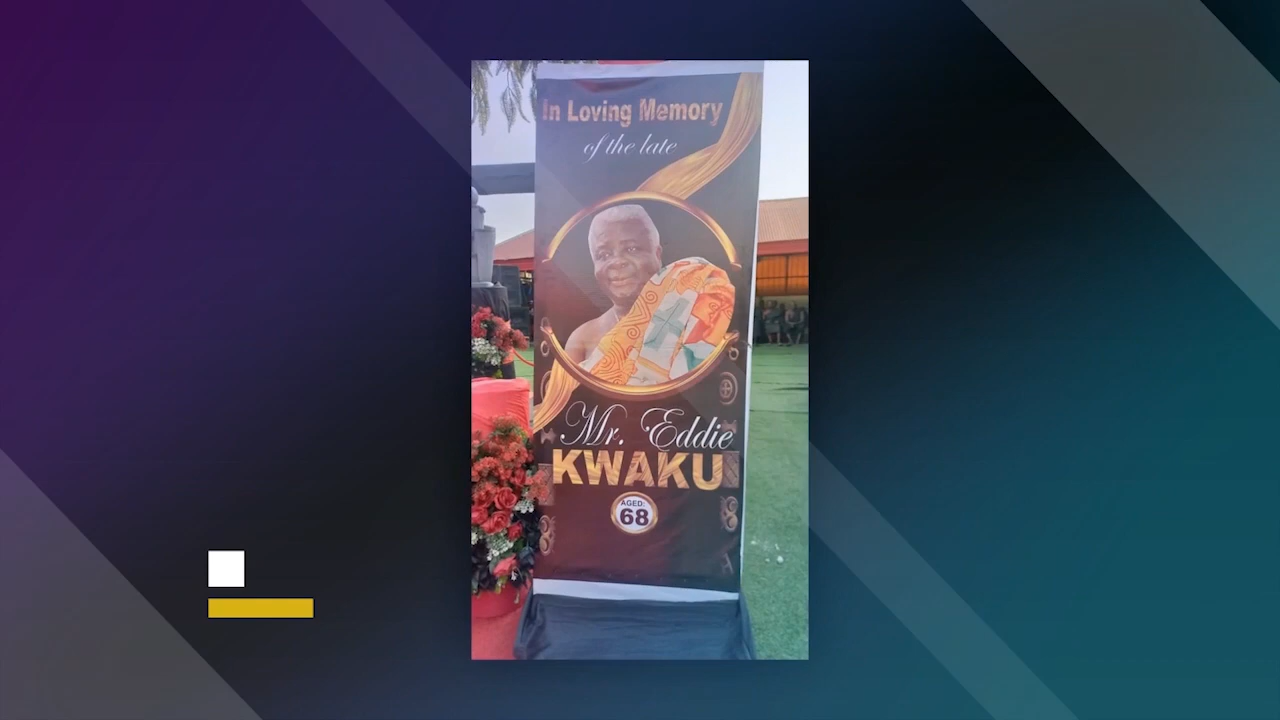 In Loving Memory
of the late
Mr. Eddie
KWAKU
AGED:
68